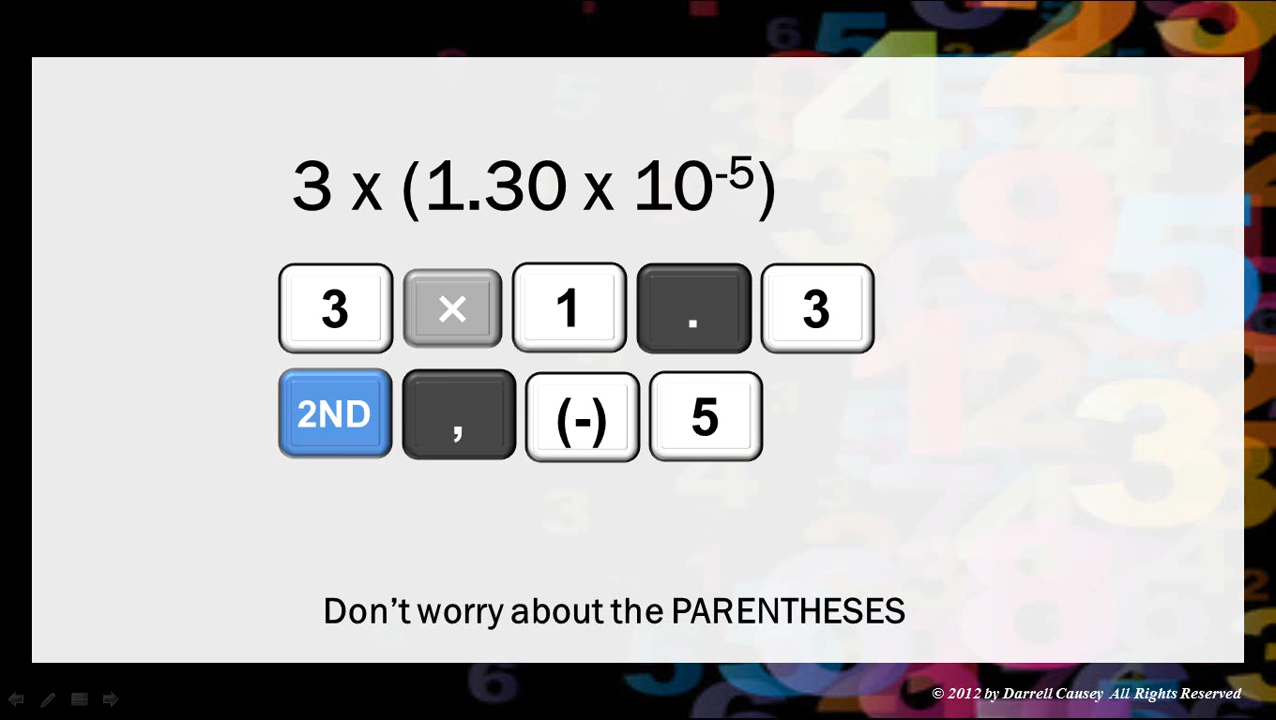 3 x (1.30 x 10⁻⁵)
3 × 1 . 3
2ND , (-) 5
Don't worry about the PARENTHESES
© 2012 by Darrell Causey All Rights Reserved